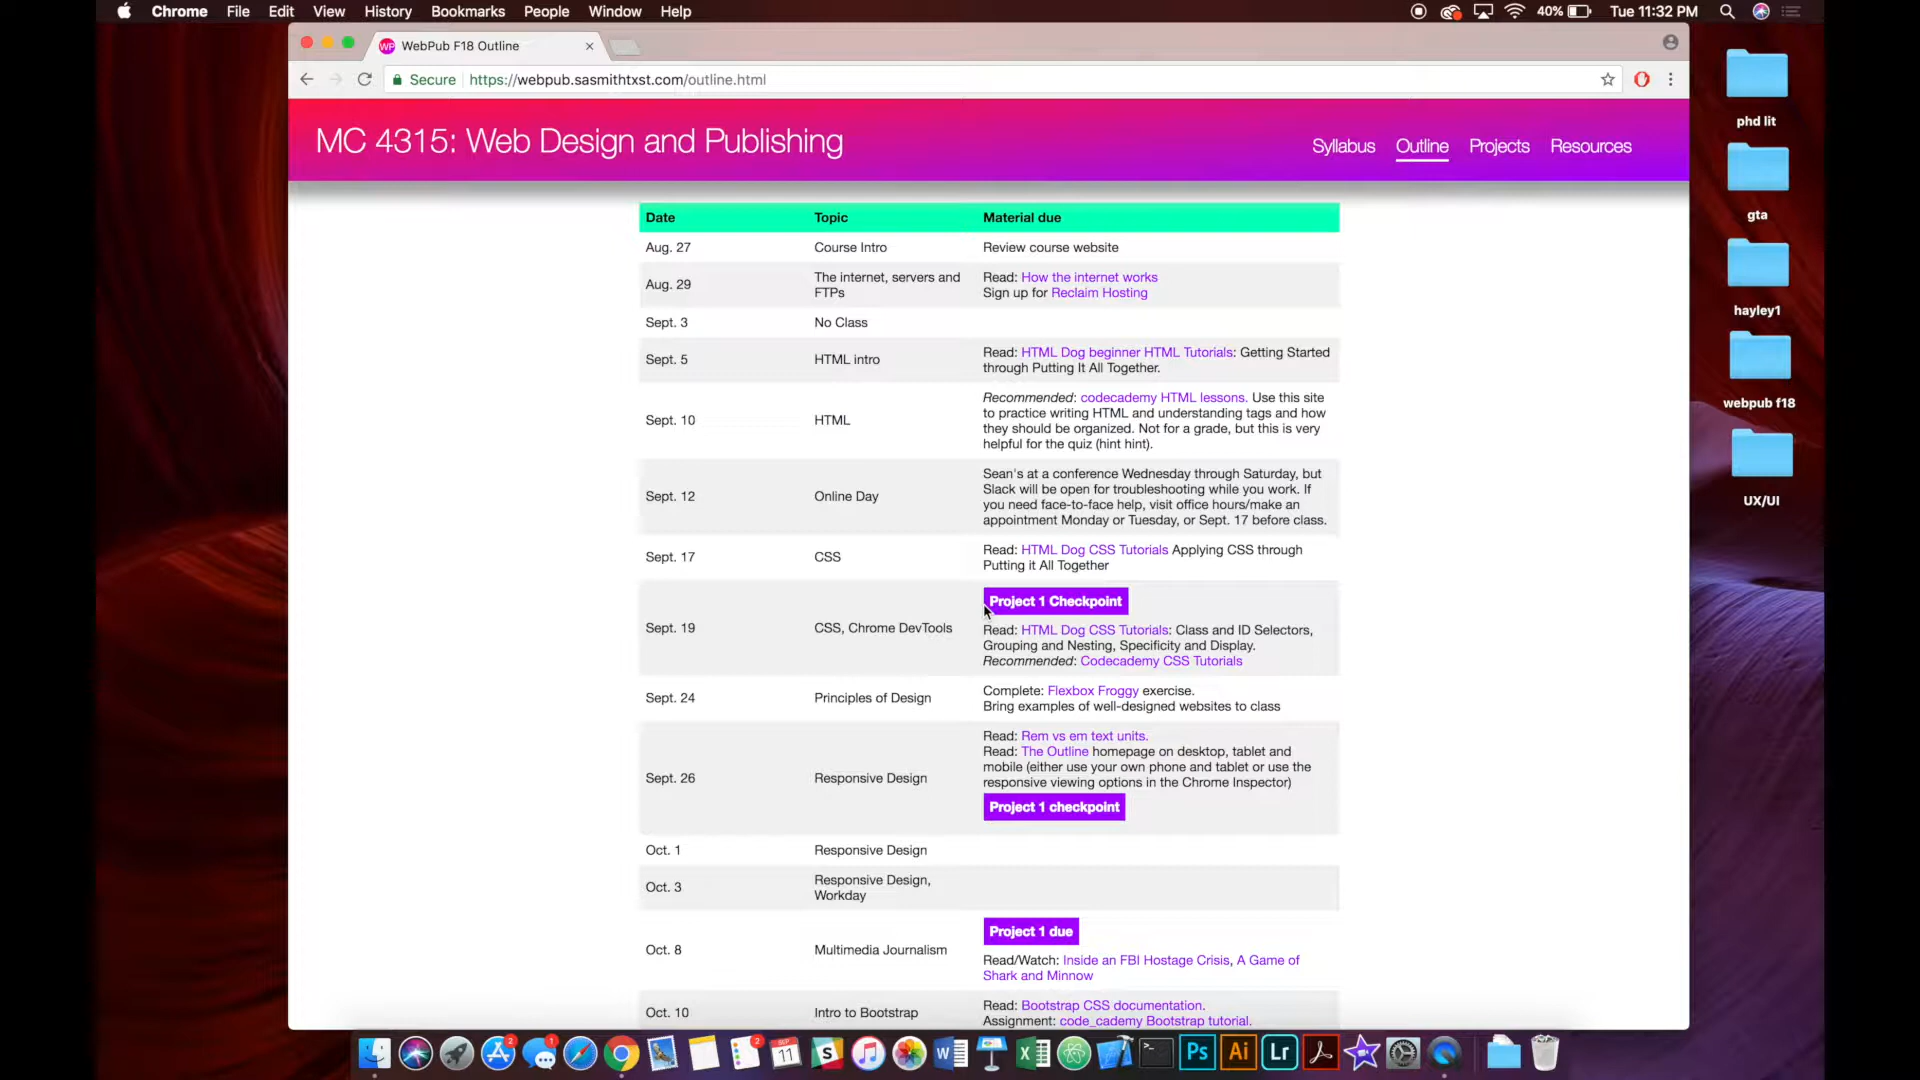 Chrome File Edit View History Bookmarks People Window Help 40% Tue 11:32 PM
WP WebPub F18 Outline
Secure https://webpub.sasmithtxst.com/outline.html
MC 4315: Web Design and Publishing
Syllabus Outline Projects Resources
Date Topic Material due
Aug. 27 Course Intro Review course website
Aug. 29 The internet, servers and
FTPs
Read: How the internet works
Sign up for Reclaim Hosting
Sept. 3 No Class
Sept. 5 HTML intro
Read: HTML Dog beginner HTML Tutorials: Getting Started
through Putting It All Together.
Sept. 10 HTML
Recommended: codecademy HTML lessons. Use this site
to practice writing HTML and understanding tags and how
they should be organized. Not for a grade, but this is very
helpful for the quiz (hint hint).
Sept. 12 Online Day
Sean's at a conference Wednesday through Saturday, but
Slack will be open for troubleshooting while you work. If
you need face-to-face help, visit office hours/make an
appointment Monday or Tuesday, or Sept. 17 before class.
Sept. 17 CSS
Read: HTML Dog CSS Tutorials Applying CSS through
Putting it All Together
Sept. 19 CSS, Chrome DevTools
Project 1 Checkpoint
Read: HTML Dog CSS Tutorials: Class and ID Selectors,
Grouping and Nesting, Specificity and Display.
Recommended: Codecademy CSS Tutorials
Sept. 24 Principles of Design
Complete: Flexbox Froggy exercise.
Bring examples of well-designed websites to class
Sept. 26 Responsive Design
Read: Rem vs em text units.
Read: The Outline homepage on desktop, tablet and
mobile (either use your own phone and tablet or use the
responsive viewing options in the Chrome Inspector)
Project 1 checkpoint
Oct. 1 Responsive Design
Oct. 3 Responsive Design,
Workday
Oct. 8 Multimedia Journalism
Project 1 due
Read/Watch: Inside an FBI Hostage Crisis, A Game of
Shark and Minnow
Oct. 10 Intro to Bootstrap
Read: Bootstrap CSS documentation.
Assignment: code_cademy Bootstrap tutorial.
phd lit
gta
hayley1
webpub f18
UX/UI
2 1 2 SEP 11 S W X Ps Ai Lr